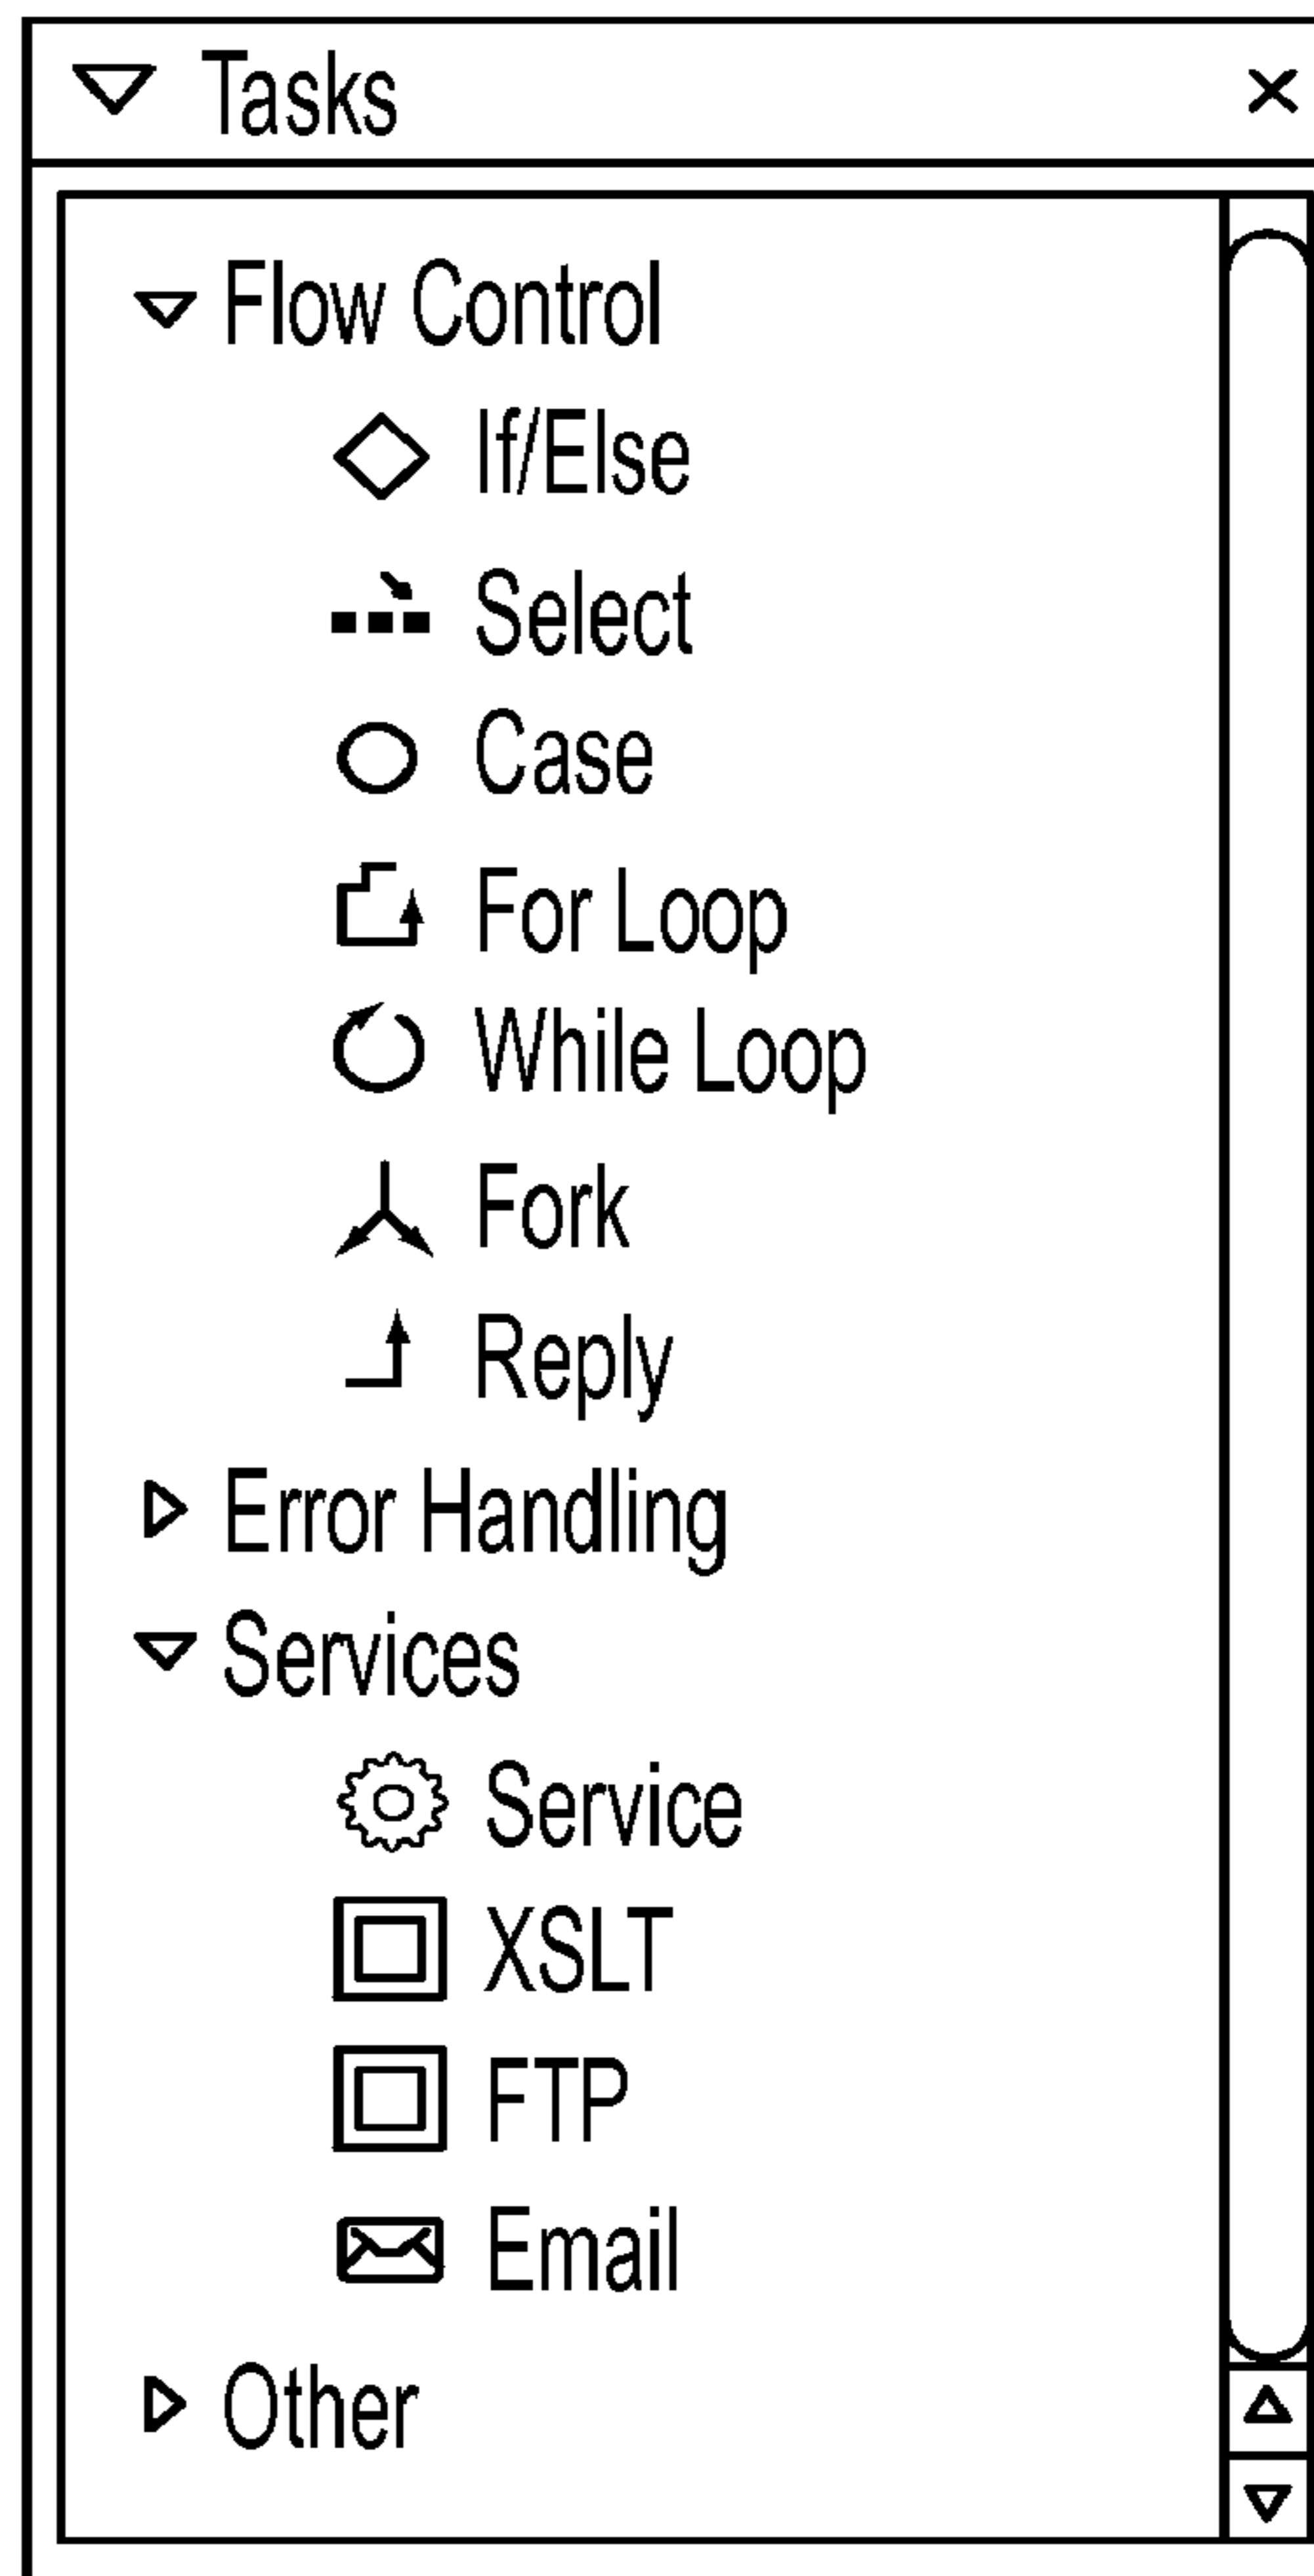 Tasks
Flow Control
If/Else
Select
Case
For Loop
While Loop
Fork
Reply
Error Handling
Services
Service
XSLT
FTP
Email
Other